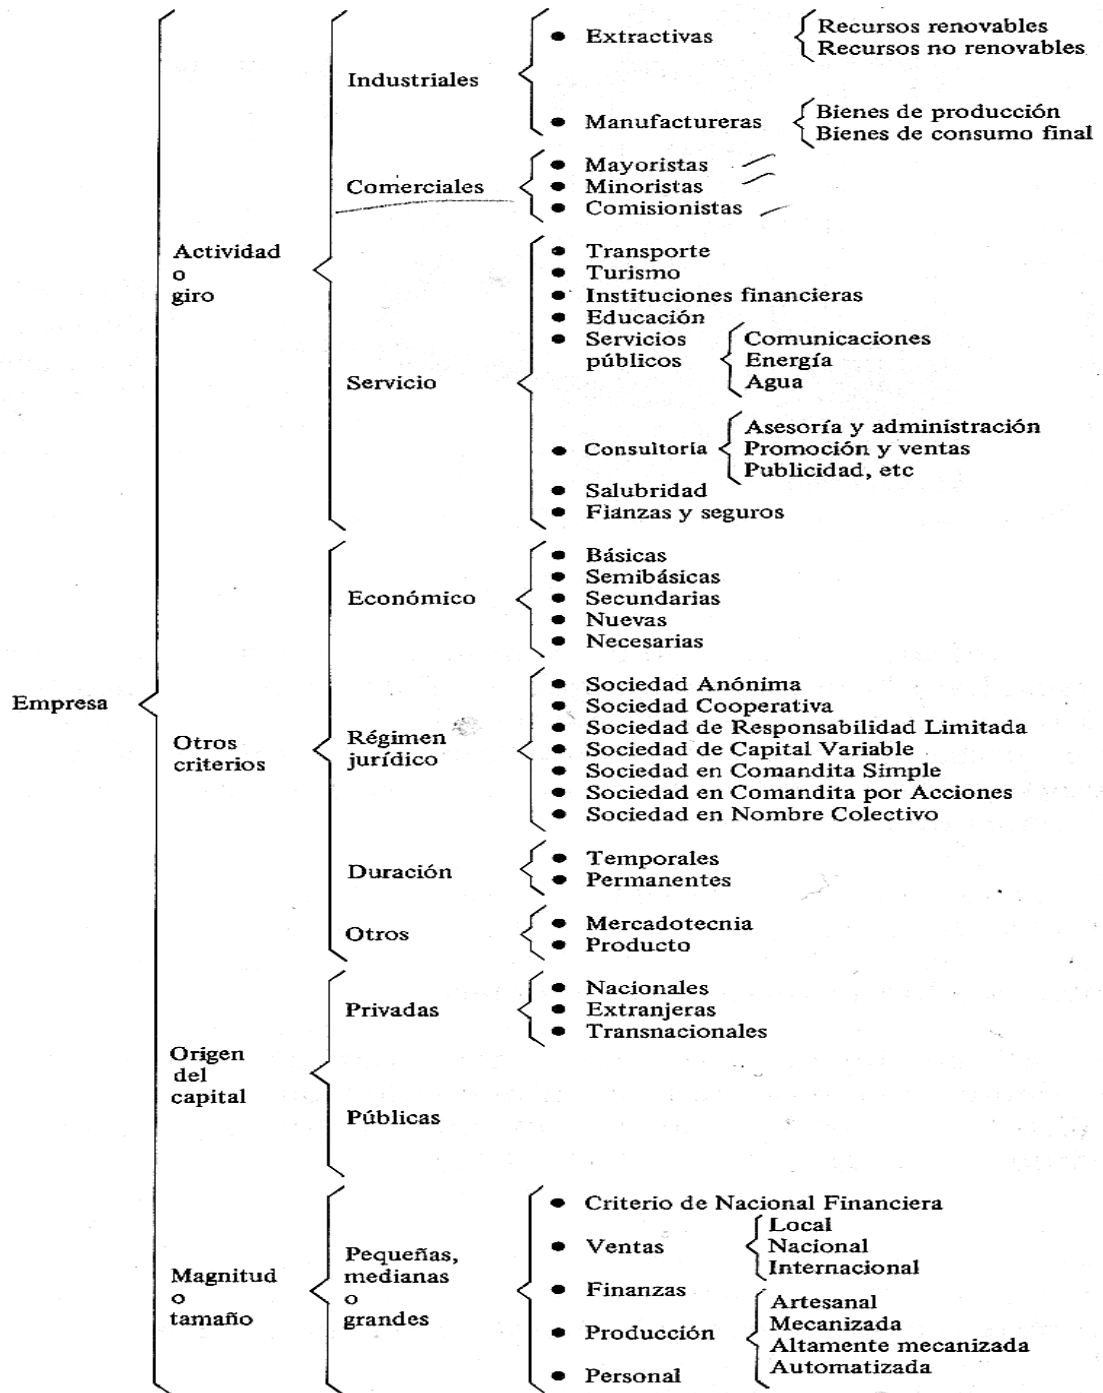 Empresa
Actividad
o
giro
Industriales
• Extractivas
Recursos renovables
Recursos no renovables
• Manufactureras
Bienes de producción
Bienes de consumo final
Comerciales
• Mayoristas
• Minoristas
• Comisionistas
Servicio
• Transporte
• Turismo
• Instituciones financieras
• Educación
• Servicios
públicos
Comunicaciones
Energía
Agua
• Consultoría
Asesoría y administración
Promoción y ventas
Publicidad, etc
• Salubridad
• Fianzas y seguros
Otros
criterios
Económico
• Básicas
• Semibásicas
• Secundarias
• Nuevas
• Necesarias
Régimen
jurídico
• Sociedad Anónima
• Sociedad Cooperativa
• Sociedad de Responsabilidad Limitada
• Sociedad de Capital Variable
• Sociedad en Comandita Simple
• Sociedad en Comandita por Acciones
• Sociedad en Nombre Colectivo
Duración
• Temporales
• Permanentes
Otros
• Mercadotecnia
• Producto
Origen
del
capital
Privadas
• Nacionales
• Extranjeras
• Transnacionales
Públicas
Magnitud
o
tamaño
Pequeñas,
medianas
o
grandes
• Criterio de Nacional Financiera
• Ventas
Local
Nacional
Internacional
• Finanzas
• Producción
Artesanal
Mecanizada
Altamente mecanizada
Automatizada
• Personal